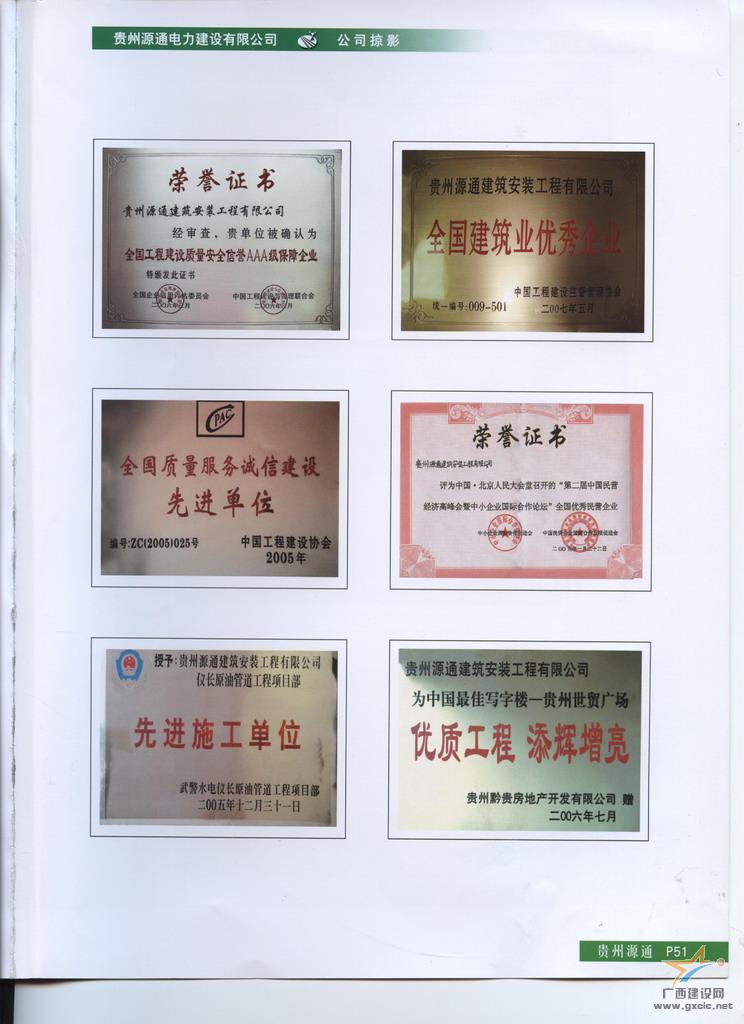 贵州源通电力建设有限公司 公司掠影
荣誉证书
贵州源通建筑安装工程有限公司
经审查，贵单位被确认为
全国工程建设质量安全信誉AAA级保障企业
特颁发此证书
贵州源通建筑安装工程有限公司
全国建筑业优秀企业
中国工程建设注册管理协会
统一编号:009-501 二00七年五月
CPAC
全国质量服务诚信建设
先进单位
编号:ZC(2005)025号 中国工程建设协会
2005年
荣誉证书
贵州源通建筑安装工程有限公司
评为中国·北京人民大会堂召开的“第二届中国民营
经济高峰会暨中小企业国际合作论坛”全国优秀民营企业
授予:贵州源通建筑安装工程有限公司
仪长原油管道工程项目部
先进施工单位
武警水电仪长原油管道工程项目部
二00五年十二月三十一日
贵州源通建筑安装工程有限公司
为中国最佳写字楼—贵州世贸广场
优质工程 添辉增亮
贵州黔贵房地产开发有限公司 赠
二00六年七月
贵州源通 P51
广西建设网
www.gxcic.net